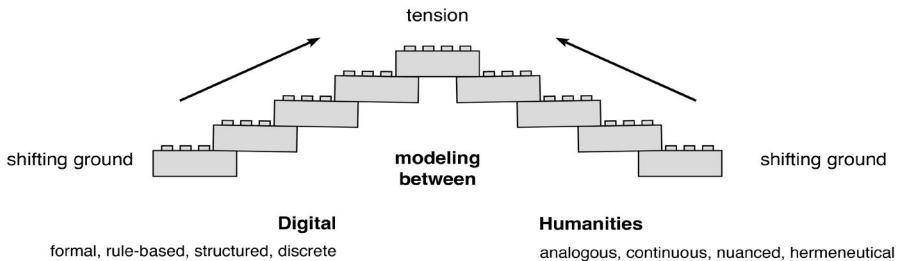 tension
shifting ground
modeling
between
shifting ground
Digital
formal, rule-based, structured, discrete
Humanities
analogous, continuous, nuanced, hermeneutical